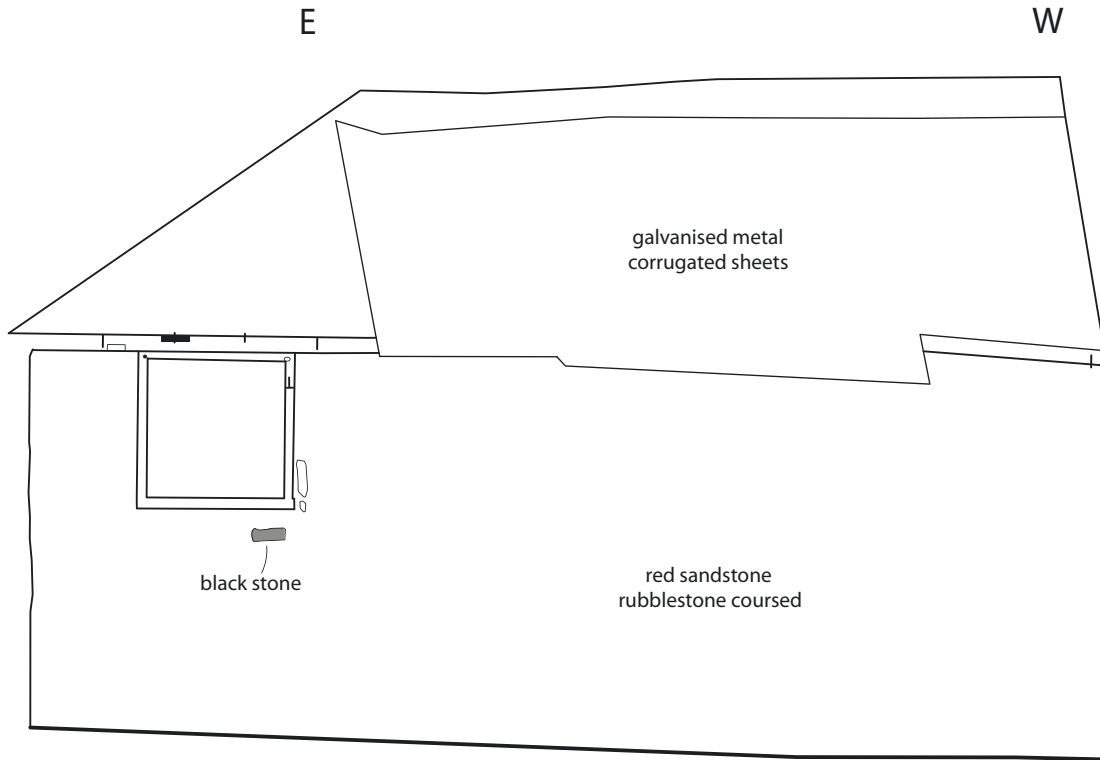 E
W
galvanised metal
corrugated sheets
black stone
red sandstone
rubblestone coursed